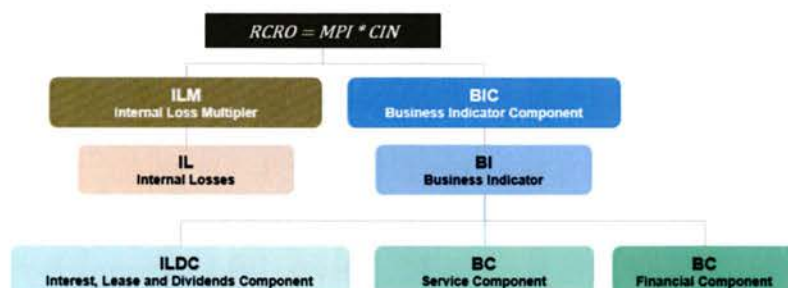 RCRO = MPI * CIN
ILM
Internal Loss Multipler
BIC
Business Indicator Component
IL
Internal Losses
BI
Business Indicator
ILDC
Interest, Lease and Dividends Component
BC
Service Component
BC
Financial Component